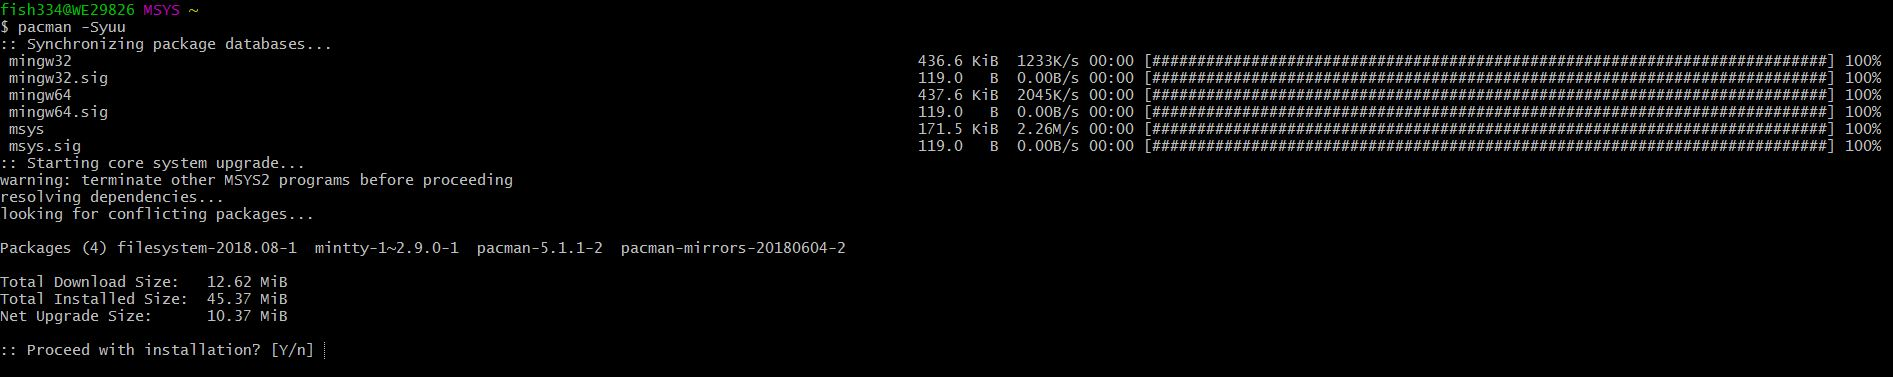 fish334@WE29826 MSYS ~
$ pacman -Syuu
:: Synchronizing package databases...
 mingw32 436.6 KiB 1233K/s 00:00 [###########################################################################] 100%
 mingw32.sig 119.0 B 0.00B/s 00:00 [###########################################################################] 100%
 mingw64 437.6 KiB 2045K/s 00:00 [###########################################################################] 100%
 mingw64.sig 119.0 B 0.00B/s 00:00 [###########################################################################] 100%
 msys 171.5 KiB 2.26M/s 00:00 [###########################################################################] 100%
 msys.sig 119.0 B 0.00B/s 00:00 [###########################################################################] 100%
:: Starting core system upgrade...
warning: terminate other MSYS2 programs before proceeding
resolving dependencies...
looking for conflicting packages...

Packages (4) filesystem-2018.08-1  mintty-1~2.9.0-1  pacman-5.1.1-2  pacman-mirrors-20180604-2

Total Download Size:   12.62 MiB
Total Installed Size:  45.37 MiB
Net Upgrade Size:      10.37 MiB

:: Proceed with installation? [Y/n]